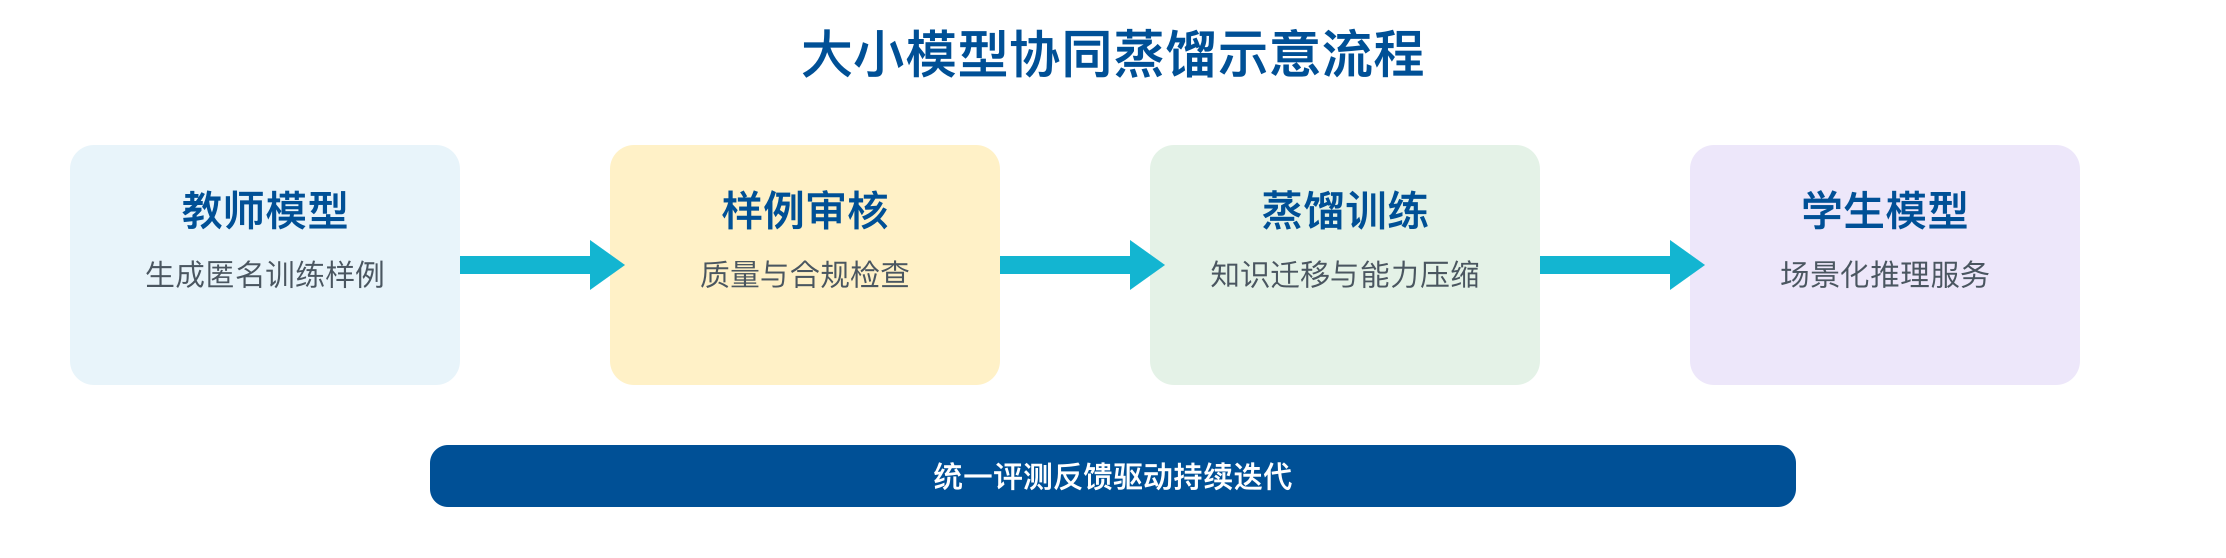 大小模型协同蒸馏示意流程
教师模型
生成匿名训练样例
样例审核
质量与合规检查
蒸馏训练
知识迁移与能力压缩
学生模型
场景化推理服务
统一评测反馈驱动持续迭代